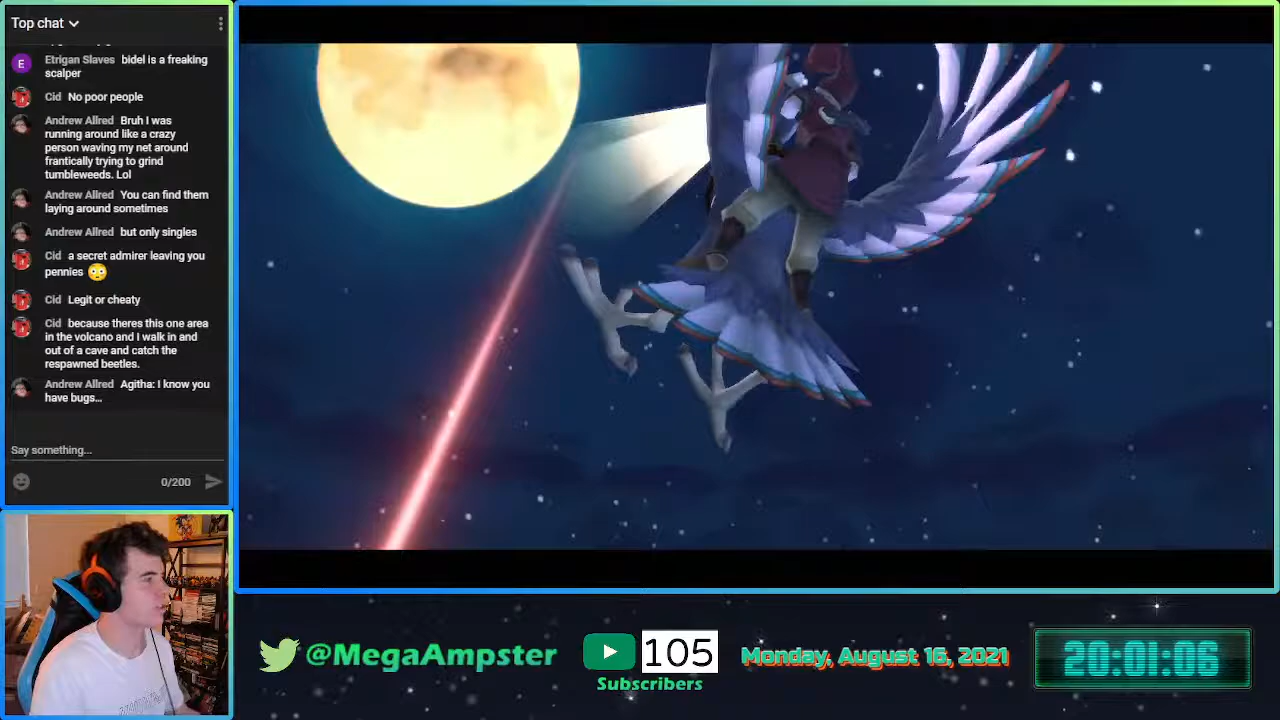 Top chat
Etrigan Slaves bidel is a freaking
scalper
Cid No poor people
Andrew Allred Bruh I was
running around like a crazy
person waving my net around
frantically trying to grind
tumbleweeds. Lol
Andrew Allred You can find them
laying around sometimes
Andrew Allred but only singles
Cid a secret admirer leaving you
pennies 😳
Cid Legit or cheaty
Cid because theres this one area
in the volcano and I walk in and
out of a cave and catch the
respawned beetles.
Andrew Allred Agitha: I know you
have bugs...
Say something...
0/200
@MegaAmpster
105
Subscribers
Monday, August 16, 2021
20:01:06